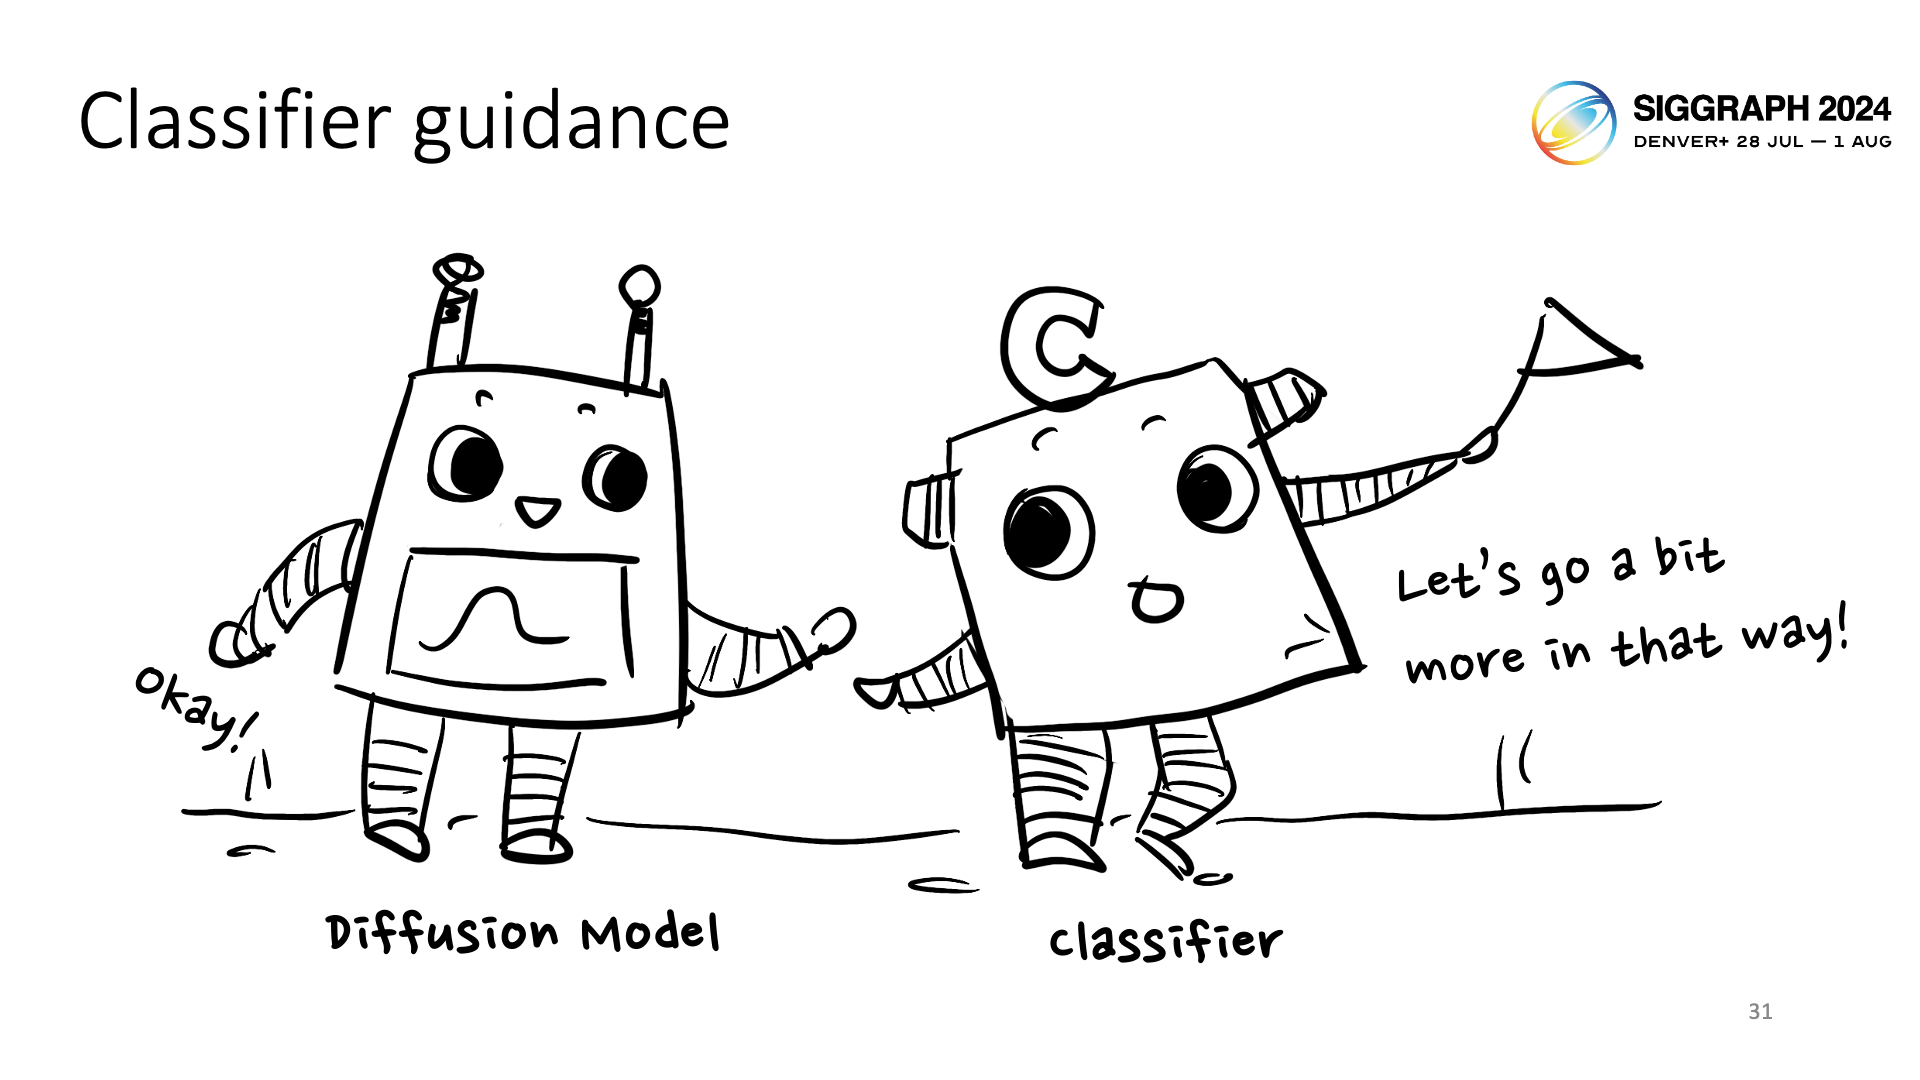 Classifier guidance
SIGGRAPH 2024
DENVER+ 28 JUL — 1 AUG
C
Let's go a bit
more in that way!
Okay!
Diffusion Model
Classifier
31